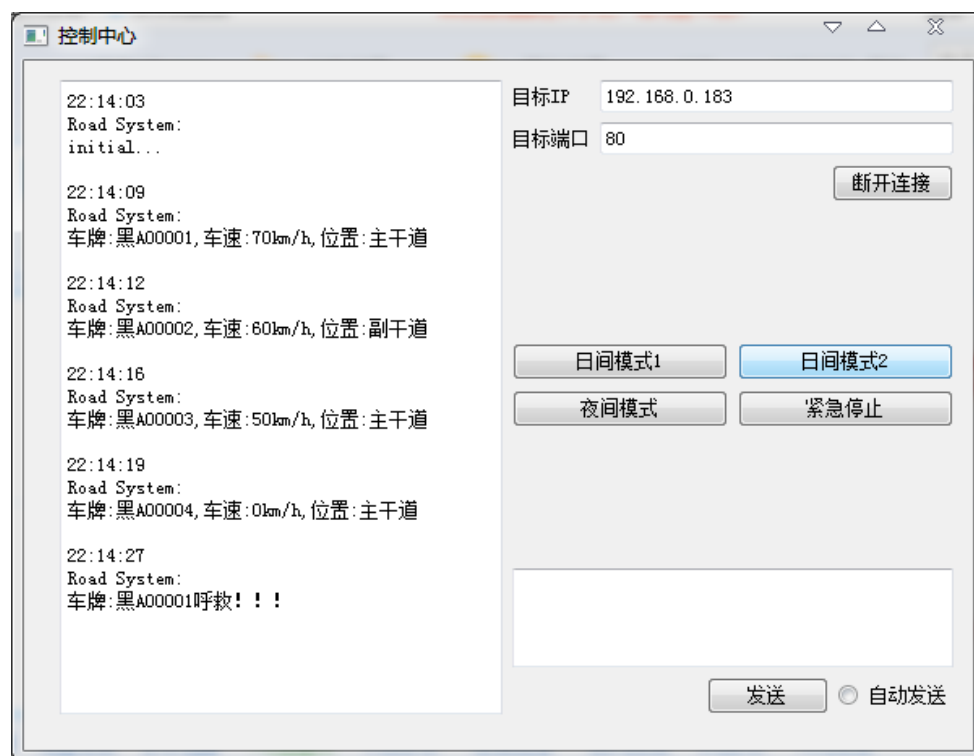 控制中心
22:14:03
Road System:
initial...
22:14:09
Road System:
车牌:黑A00001,车速:70km/h,位置:主干道
22:14:12
Road System:
车牌:黑A00002,车速:60km/h,位置:副干道
22:14:16
Road System:
车牌:黑A00003,车速:50km/h,位置:主干道
22:14:19
Road System:
车牌:黑A00004,车速:0km/h,位置:主干道
22:14:27
Road System:
车牌:黑A00001呼救!!!
目标IP 192.168.0.183
目标端口 80
断开连接
日间模式1 日间模式2
夜间模式 紧急停止
发送 自动发送